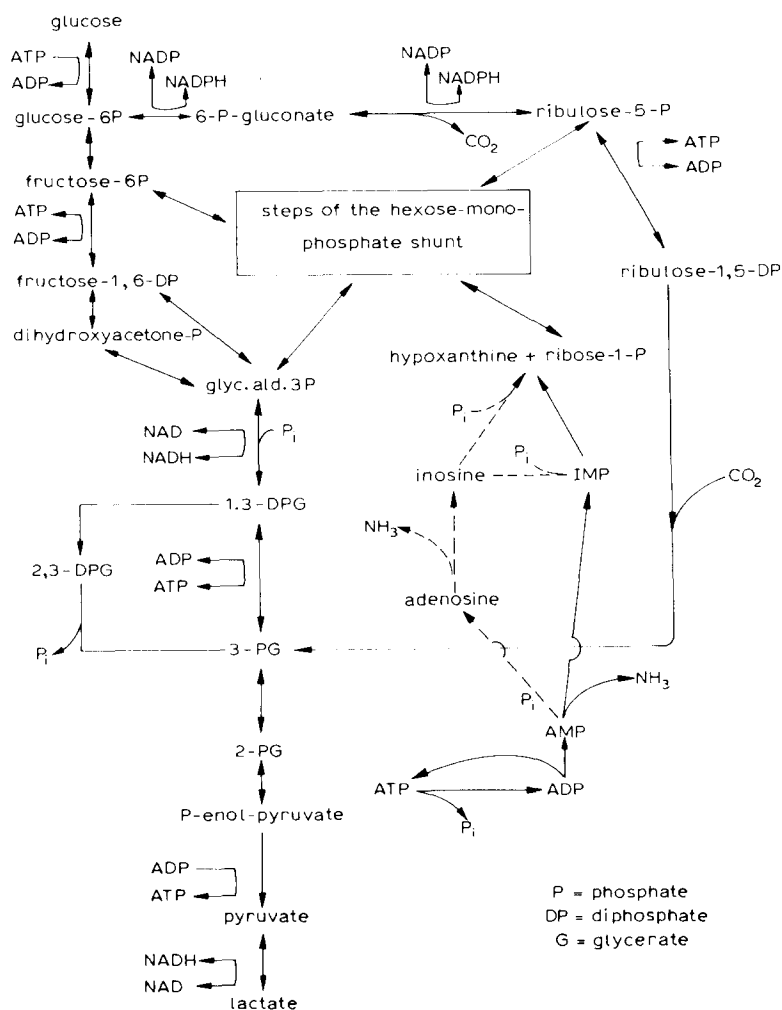 glucose
ATP
ADP
NADP
NADPH
NADP
NADPH
glucose-6P
6-P-gluconate
ribulose-5-P
CO₂
ATP
ADP
fructose-6P
steps of the hexose-mono-
phosphate shunt
ATP
ADP
fructose-1,6-DP
ribulose-1,5-DP
dihydroxyacetone-P
hypoxanthine + ribose-1-P
glyc.ald.3P
Pᵢ
NAD
NADH
Pᵢ
Pᵢ
inosine
IMP
CO₂
1.3-DPG
NH₃
ADP
ATP
2,3-DPG
adenosine
Pᵢ
3-PG
NH₃
Pᵢ
AMP
2-PG
ATP
ADP
P-enol-pyruvate
Pᵢ
ADP
ATP
P = phosphate
DP = diphosphate
G = glycerate
pyruvate
NADH
NAD
lactate